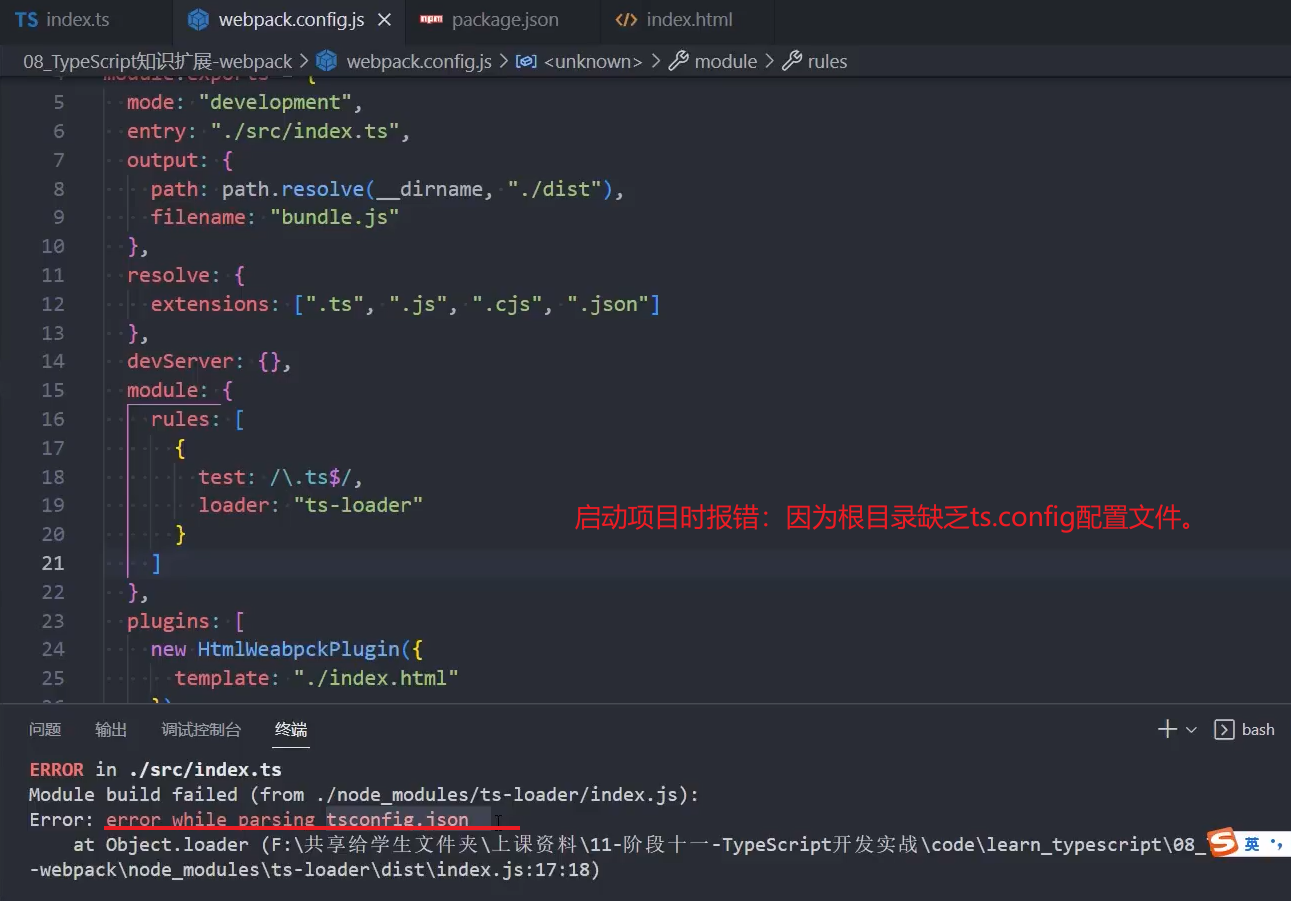 TS index.ts webpack.config.js × npm package.json <> index.html
08_TypeScript知识扩展-webpack > webpack.config.js > <unknown> > module > rules
4 module.exports = {
5 mode: "development",
6 entry: "./src/index.ts",
7 output: {
8 path: path.resolve(__dirname, "./dist"),
9 filename: "bundle.js"
10 },
11 resolve: {
12 extensions: [".ts", ".js", ".cjs", ".json"]
13 },
14 devServer: {},
15 module: {
16 rules: [
17 {
18 test: /\.ts$/,
19 loader: "ts-loader"
启动项目时报错：因为根目录缺乏ts.config配置文件。
20 }
21 ]
22 },
23 plugins: [
24 new HtmlWeabpckPlugin({
25 template: "./index.html"
26 })
问题 输出 调试控制台 终端 bash
ERROR in ./src/index.ts
Module build failed (from ./node_modules/ts-loader/index.js):
Error: error while parsing tsconfig.json
at Object.loader (F:\共享给学生文件夹\上课资料\11-阶段十一-TypeScript开发实战\code\learn_typescript\08_
-webpack\node_modules\ts-loader\dist\index.js:17:18)
S 英